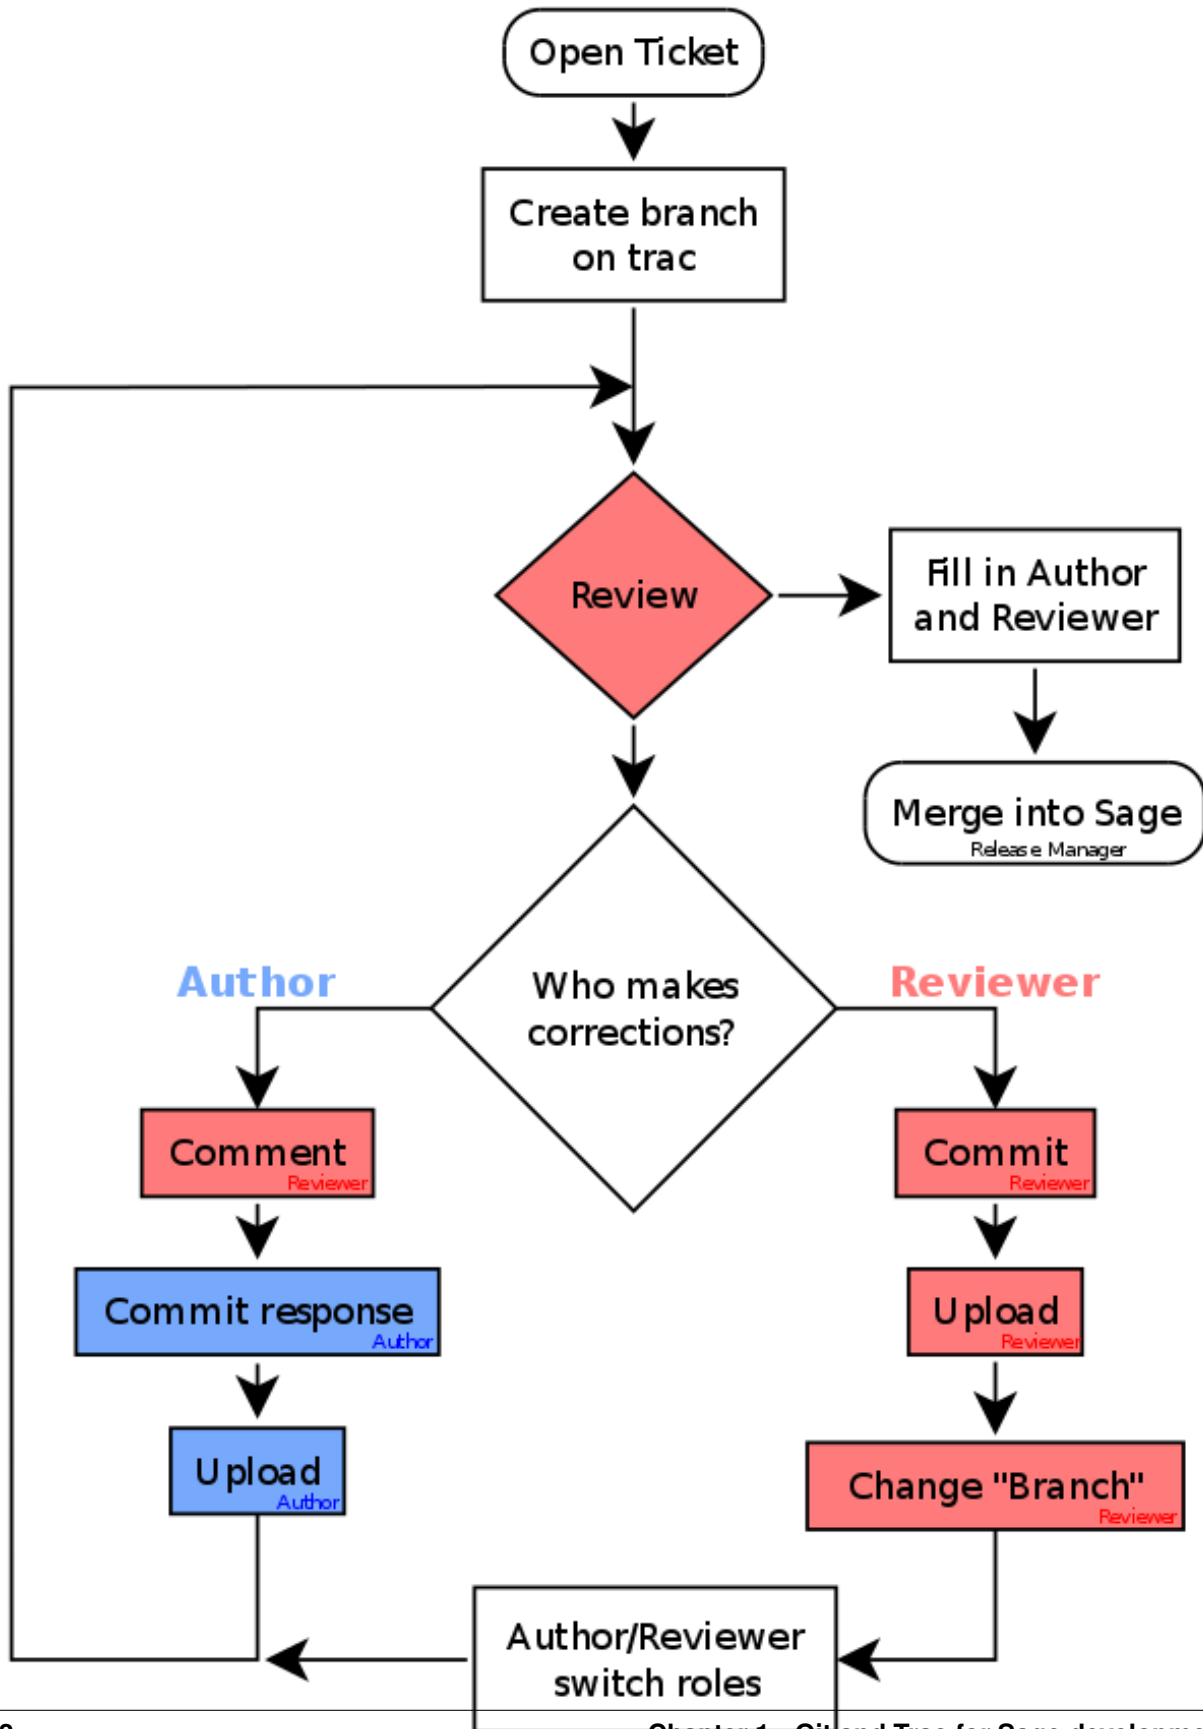 Open Ticket
Create branch
on trac
Review
Fill in Author
and Reviewer
Merge into Sage
Release Manager
Who makes
corrections?
Author
Reviewer
Comment
Reviewer
Commit response
Author
Upload
Author
Commit
Reviewer
Upload
Reviewer
Change "Branch"
Reviewer
Author/Reviewer
switch roles